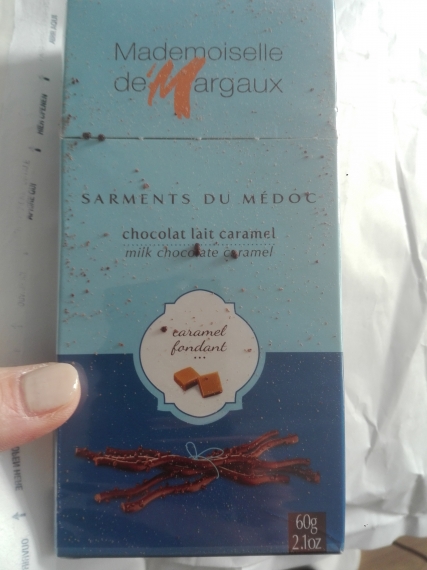 Mademoiselle
de Margaux
SARMENTS DU MÉDOC
chocolat lait caramel
milk chocolate caramel
caramel
fondant
60g
2.1oz